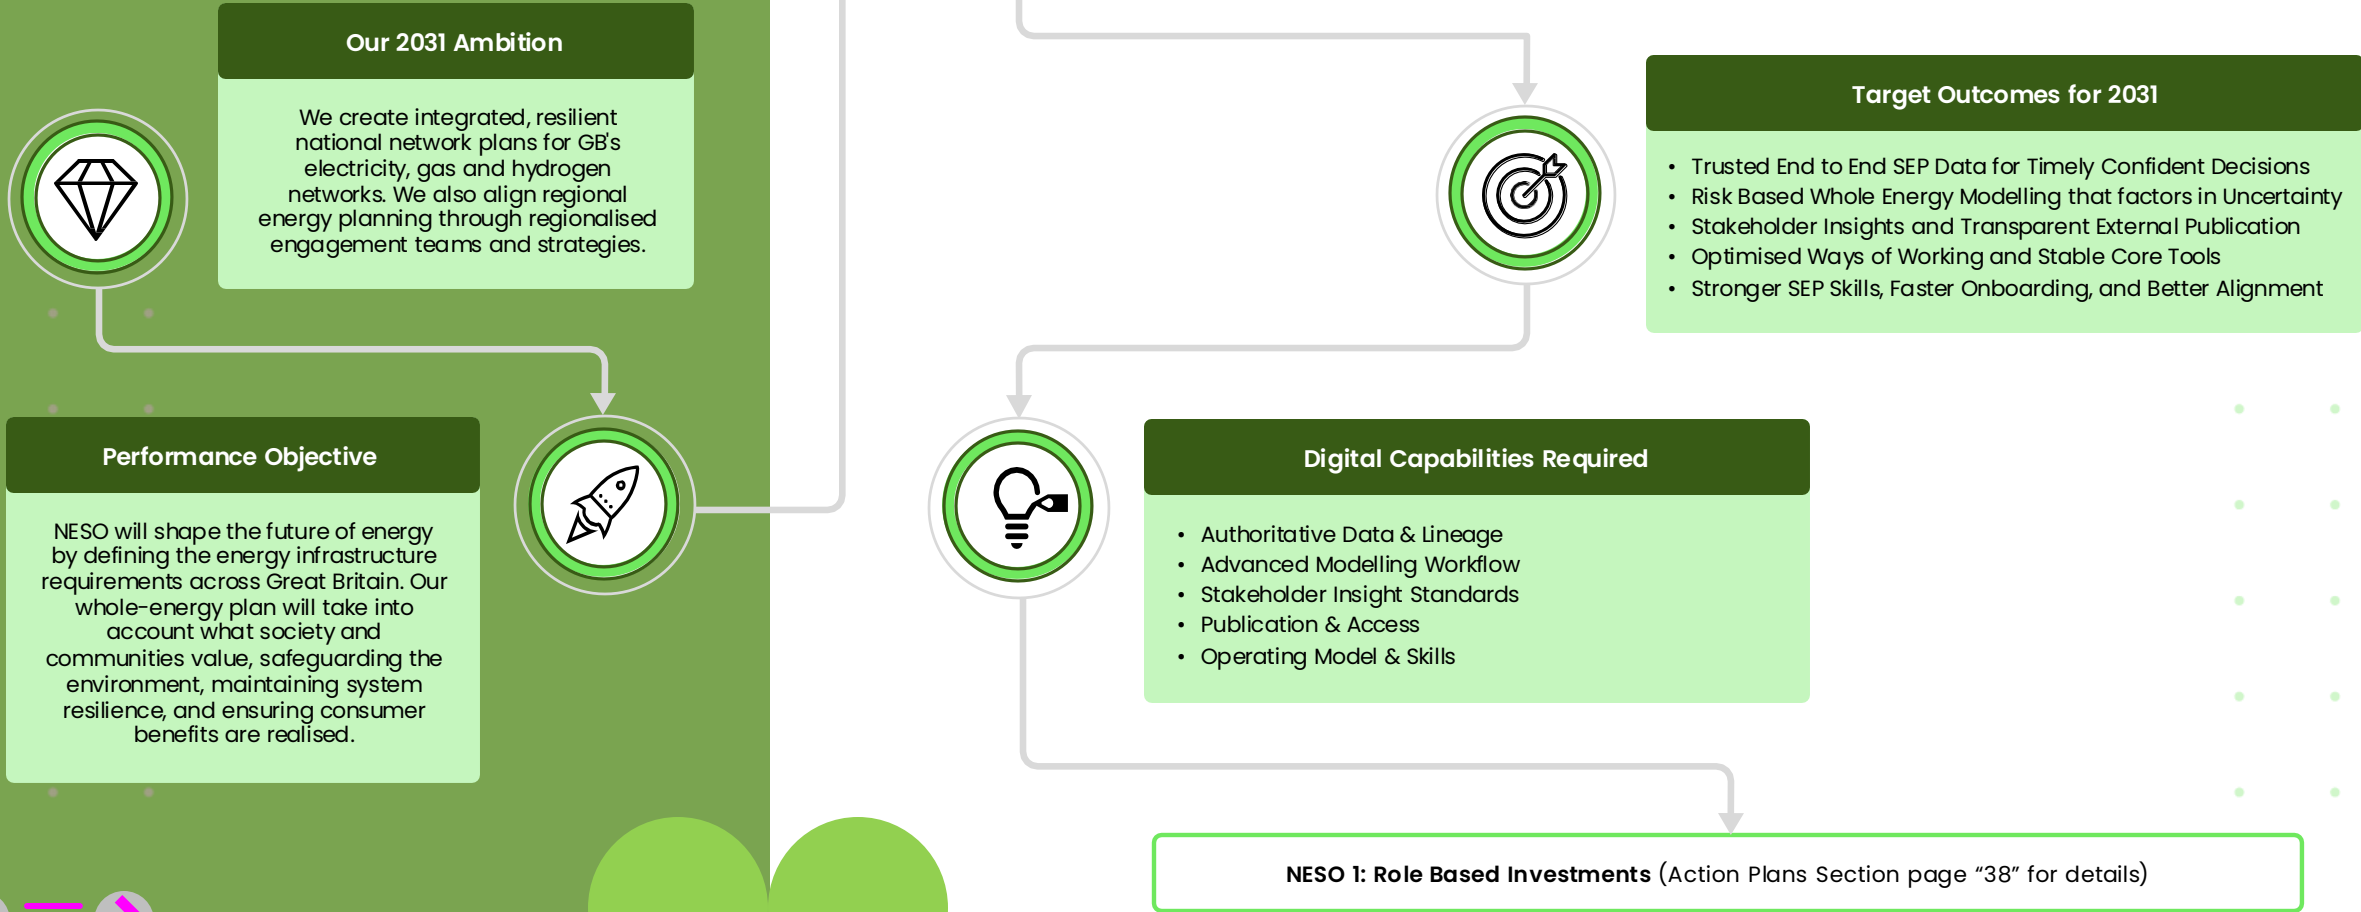 Our 2031 Ambition
We create integrated, resilient
national network plans for GB's
electricity, gas and hydrogen
networks. We also align regional
energy planning through regionalised
engagement teams and strategies.
Performance Objective
NESO will shape the future of energy
by defining the energy infrastructure
requirements across Great Britain. Our
whole-energy plan will take into
account what society and
communities value, safeguarding the
environment, maintaining system
resilience, and ensuring consumer
benefits are realised.
Target Outcomes for 2031
• Trusted End to End SEP Data for Timely Confident Decisions
• Risk Based Whole Energy Modelling that factors in Uncertainty
• Stakeholder Insights and Transparent External Publication
• Optimised Ways of Working and Stable Core Tools
• Stronger SEP Skills, Faster Onboarding, and Better Alignment
Digital Capabilities Required
• Authoritative Data & Lineage
• Advanced Modelling Workflow
• Stakeholder Insight Standards
• Publication & Access
• Operating Model & Skills
NESO 1: Role Based Investments (Action Plans Section page “38” for details)